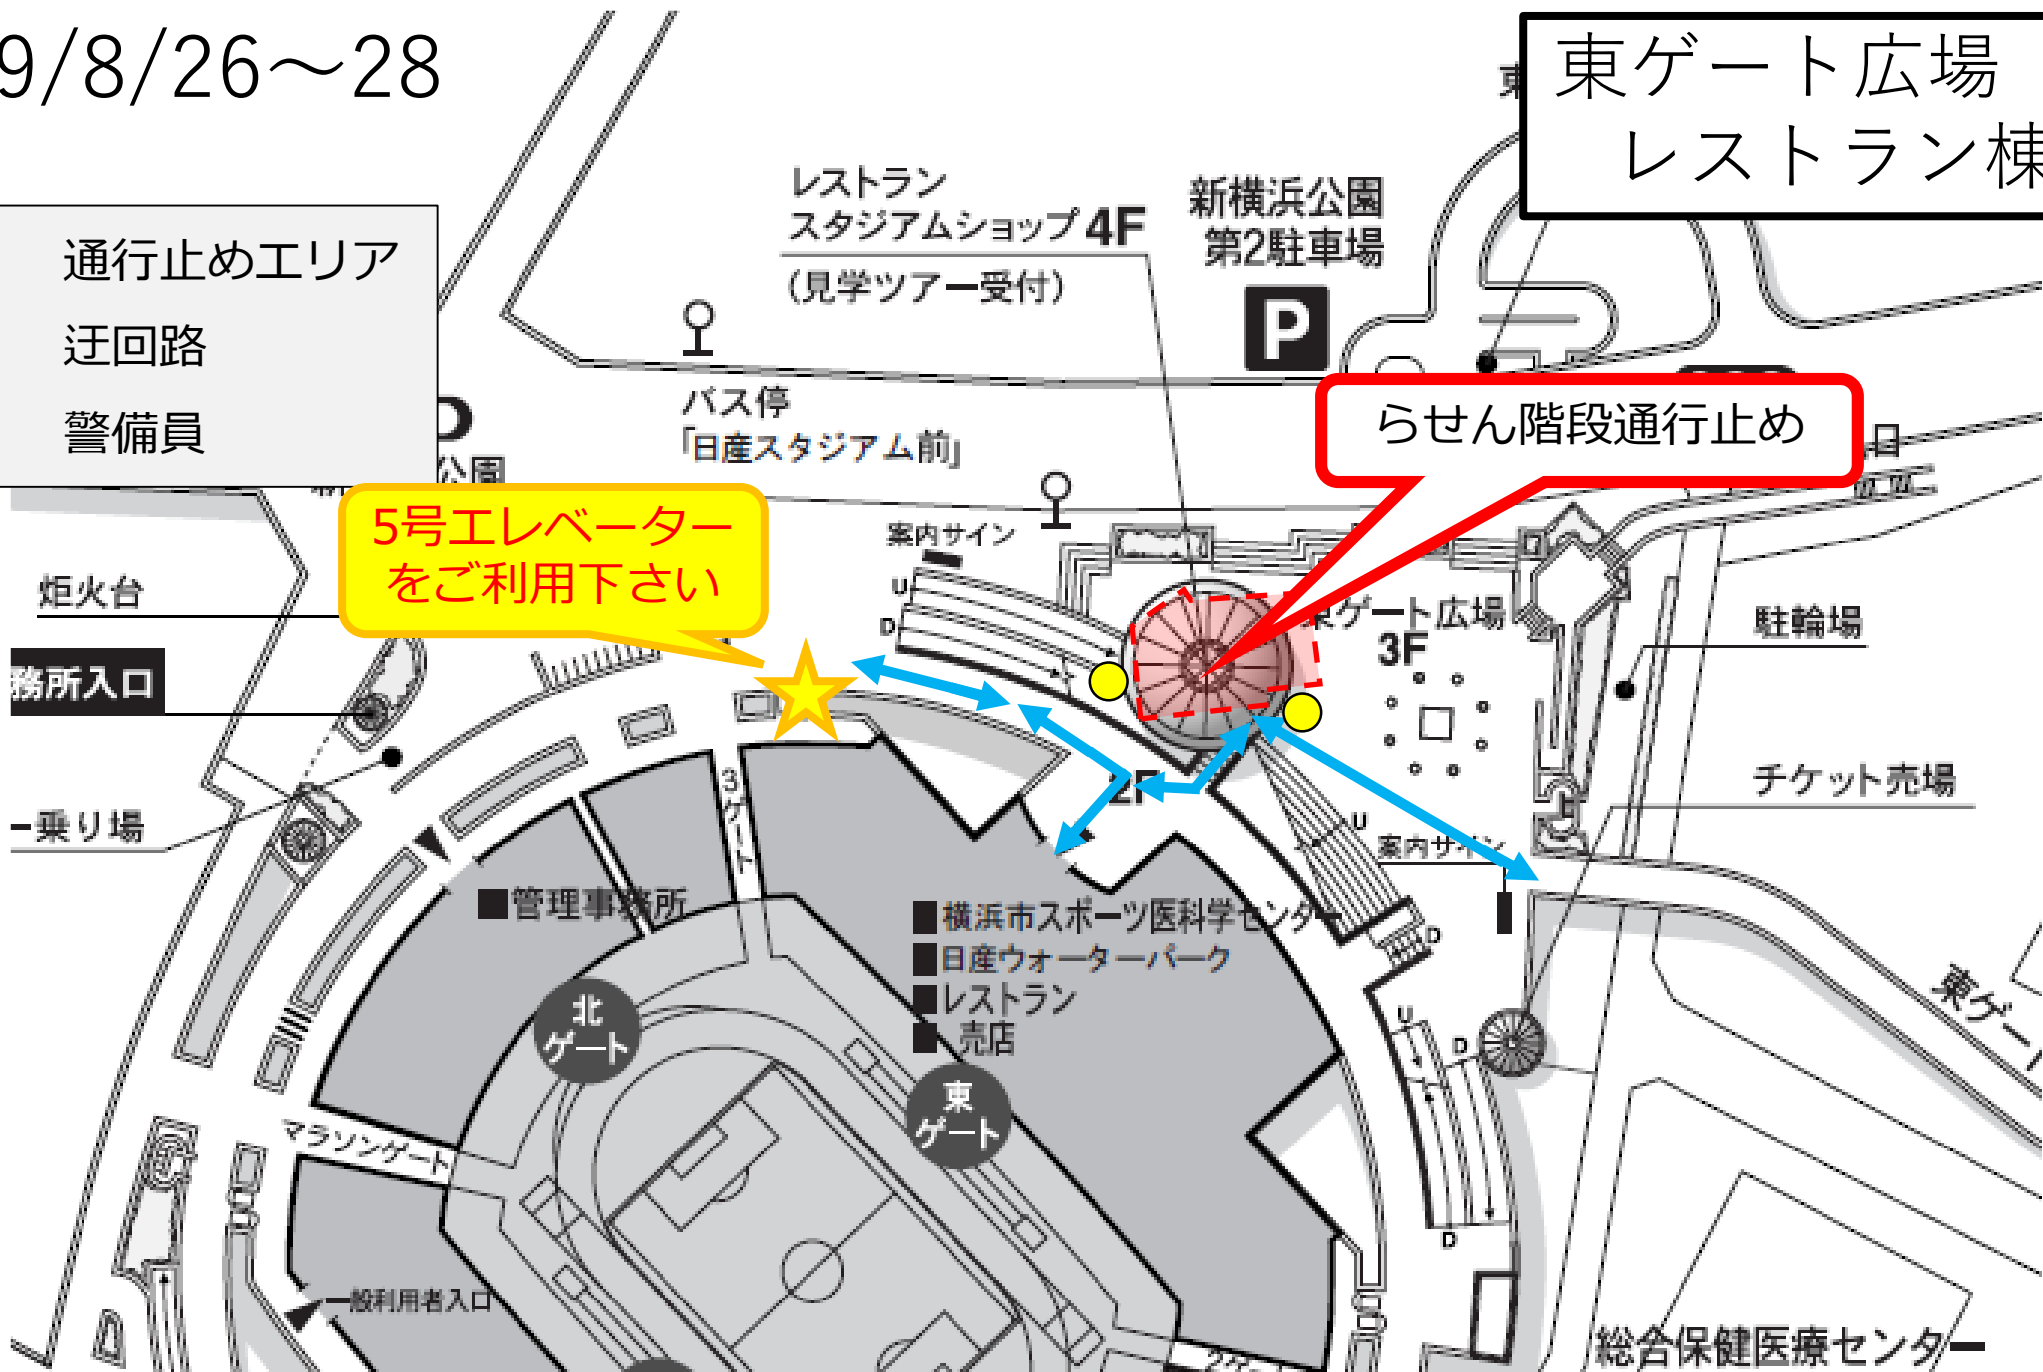 9/8/26～28
東ゲート広場
レストラン棟
通行止めエリア
迂回路
警備員
レストラン
スタジアムショップ 4F
(見学ツアー受付)
新横浜公園
第2駐車場
P
バス停
「日産スタジアム前」
らせん階段通行止め
公園
5号エレベーター
をご利用下さい
案内サイン
U
D
炬火台
務所入口
ー乗り場
東ゲート広場
3F
駐輪場
チケット売場
2F
U
案内サイン
D
3ゲート
■管理事務所
■横浜市スポーツ医科学センター
■日産ウォーターパーク
■レストラン
■売店
北
ゲート
東
ゲート
マラソンゲート
一般利用者入口
U
D
D
東ゲート
総合保健医療センター